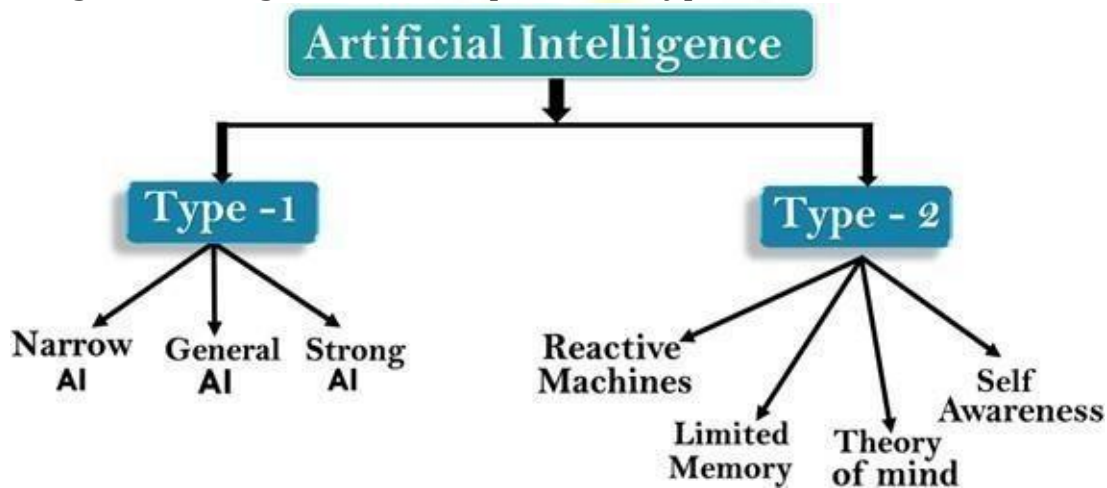 Artificial Intelligence
Type -1
Type - 2
Narrow
AI
General
AI
Strong
AI
Reactive
Machines
Limited
Memory
Theory
of mind
Self
Awareness